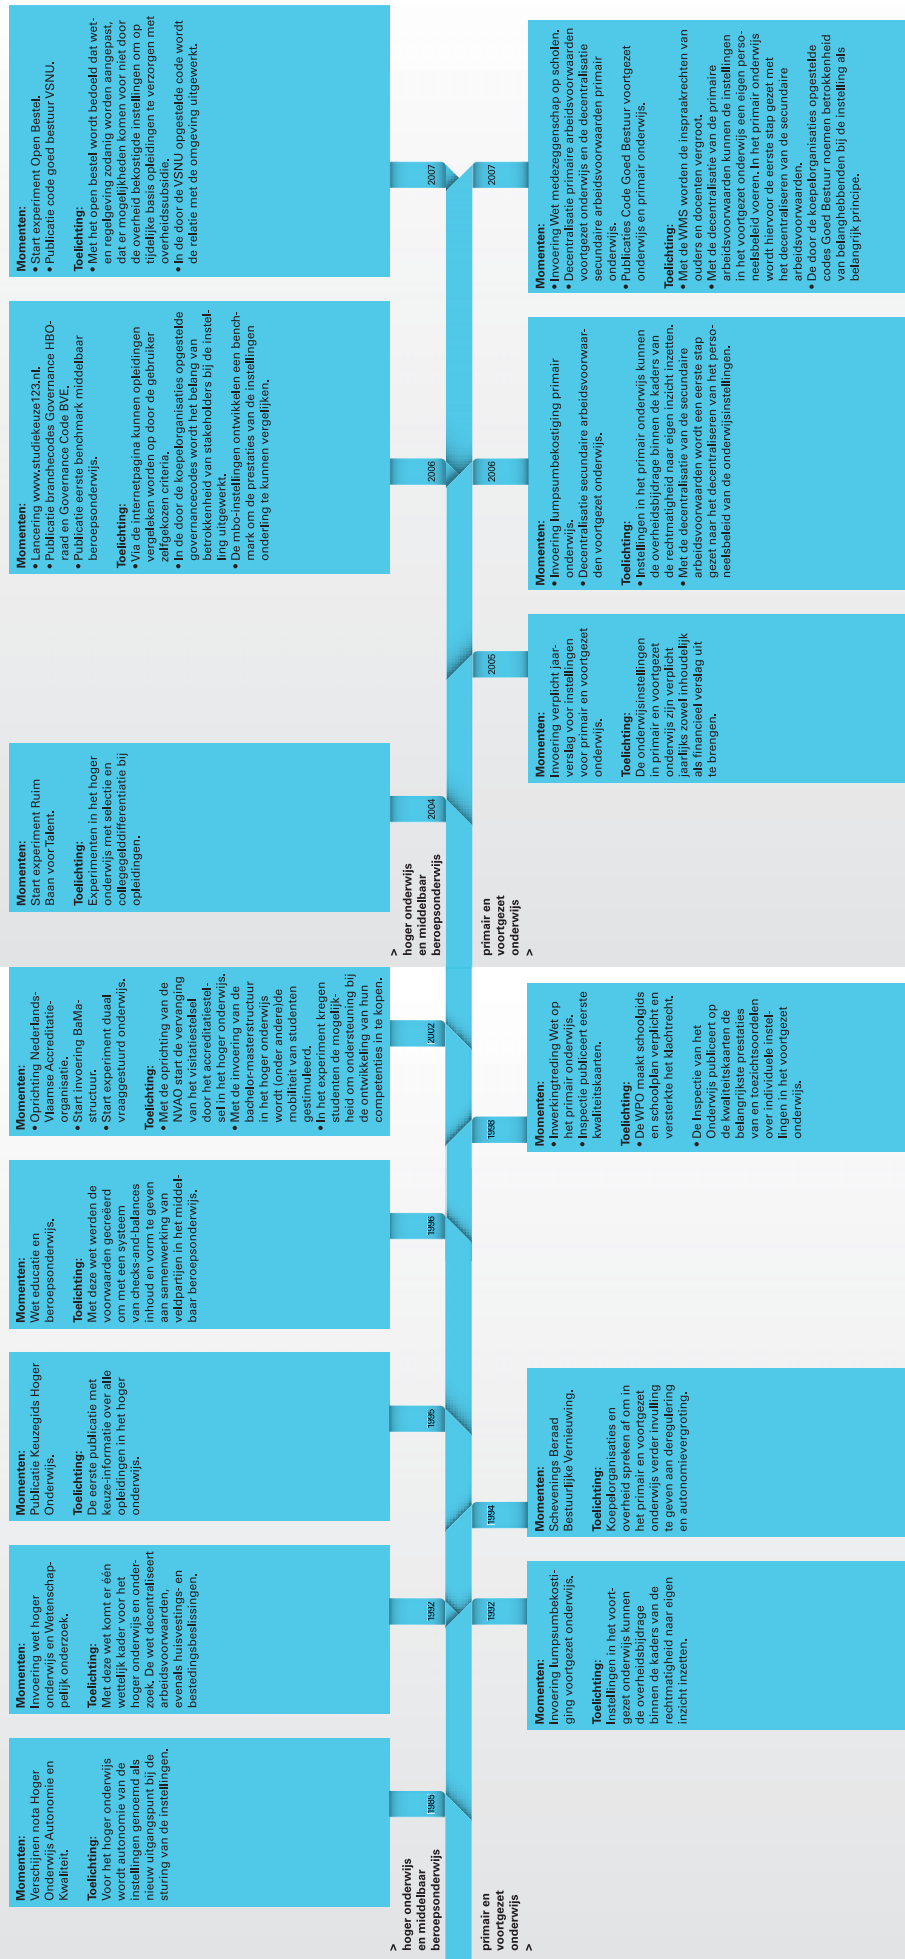 Momenten:
Verschijnen nota Hoger
Onderwijs Autonomie en
Kwaliteit.
Toelichting:
Voor het hoger onderwijs
wordt autonomie van de
instellingen genoemd als
nieuw uitgangspunt bij de
sturing van de instellingen.
1985
Momenten:
Invoering wet hoger
onderwijs en Wetenschap-
pelijk onderzoek.
Toelichting:
Met deze wet komt er één
wettelijk kader voor het
hoger onderwijs en onder-
zoek. De wet decentraliseert
arbeidsvoorwaarden,
evenals huisvestings- en
bestedingsbeslissingen.
1992
Momenten:
Publicatie Keuzegids Hoger
Onderwijs.
Toelichting:
De eerste publicatie met
keuze-informatie over alle
opleidingen in het hoger
onderwijs.
1995
Momenten:
Wet educatie en
beroepsonderwijs.
Toelichting:
Met deze wet werden de
voorwaarden gecreëerd
om met een systeem
van checks-and-balances
inhoud en vorm te geven
aan samenwerking van
veldpartijen in het middel-
baar beroepsonderwijs.
1996
Momenten:
• Oprichting Nederlands-
Vlaamse Accreditatie-
organisatie.
• Start invoering BaMa-
structuur.
• Start experiment duaal
vraaggestuurd onderwijs.
Toelichting:
• Met de oprichting van de
NVAO start de vervanging
van het visitatiestelsel
door het accreditatiestel-
sel in het hoger onderwijs.
• Met de invoering van de
bachelor-masterstructuur
in het hoger onderwijs
wordt (onder andere)de
mobiliteit van studenten
gestimuleerd.
• In het experiment kregen
studenten de mogelijk-
heid om ondersteuning bij
de ontwikkeling van hun
competenties in te kopen.
2002
>
hoger onderwijs
en middelbaar
beroepsonderwijs
primair en
voortgezet
onderwijs
>
Momenten:
Invoering lumpsumbekosti-
ging voortgezet onderwijs.
Toelichting:
Instellingen in het voort-
gezet onderwijs kunnen
de overheidsbijdrage
binnen de kaders van de
rechtmatigheid naar eigen
inzicht inzetten.
1992
Momenten:
Schevenings Beraad
Bestuurlijke Vernieuwing.
Toelichting:
Koepelorganisaties en
overheid spreken af om in
het primair en voortgezet
onderwijs verder invulling
te geven aan deregulering
en autonomievergroting.
1994
Momenten:
• Inwerkingtreding Wet op
het primair onderwijs.
• Inspectie publiceert eerste
kwaliteitskaarten.
Toelichting:
• De WPO maakt schoolgids
en schoolplan verplicht en
versterkte het klachtrecht.
• De Inspectie van het
Onderwijs publiceert op
de kwaliteitskaarten de
belangrijkste prestaties
van en toezichtsoordelen
over individuele instel-
lingen in het voortgezet
onderwijs.
1998
Momenten:
Start experiment Ruim
Baan voor Talent.
Toelichting:
Experimenten in het hoger
onderwijs met selectie en
collegegelddifferentiatie bij
opleidingen.
2004
Momenten:
• Lancering www.studiekeuze123.nl.
• Publicatie branchecodes Governance HBO-
raad en Governance Code BVE.
• Publicatie eerste benchmark middelbaar
beroepsonderwijs.
Toelichting:
• Via de internetpagina kunnen opleidingen
vergeleken worden op door de gebruiker
zelfgekozen criteria.
• In de door de koepelorganisaties opgestelde
governancecodes wordt het belang van
betrokkenheid van stakeholders bij de instel-
ling uitgewerkt.
• De mbo-instellingen ontwikkelen een bench-
mark om de prestaties van de instellingen
onderling te kunnen vergelijken.
2006
Momenten:
• Start experiment Open Bestel.
• Publicatie code goed bestuur VSNU.
Toelichting:
• Met het open bestel wordt bedoeld dat wet-
en regelgeving zodanig worden aangepast,
dat er mogelijkheden komen voor niet door
de overheid bekostigde instellingen om op
tijdelijke basis opleidingen te verzorgen met
overheidssubsidie.
• In de door de VSNU opgestelde code wordt
de relatie met de omgeving uitgewerkt.
2007
>
hoger onderwijs
en middelbaar
beroepsonderwijs
primair en
voortgezet
onderwijs
>
Momenten:
Invoering verplicht jaar-
verslag voor instellingen
voor primair en voortgezet
onderwijs.
Toelichting:
De onderwijsinstellingen
in primair en voortgezet
onderwijs zijn verplicht
jaarlijks zowel inhoudelijk
als financieel verslag uit
te brengen.
2005
Momenten:
• Invoering lumpsumbekostiging primair
onderwijs.
• Decentralisatie secundaire arbeidsvoorwaar-
den voortgezet onderwijs.
Toelichting:
• Instellingen in het primair onderwijs kunnen
de overheidsbijdrage binnen de kaders van
de rechtmatigheid naar eigen inzicht inzetten.
• Met de decentralisatie van de secundaire
arbeidsvoorwaarden wordt een eerste stap
gezet naar het decentraliseren van het perso-
neelsbeleid van de onderwijsinstellingen.
2006
Momenten:
• Invoering Wet medezeggenschap op scholen.
• Decentralisatie primaire arbeidsvoorwaarden
voortgezet onderwijs en de decentralisatie
secundaire arbeidsvoorwaarden primair
onderwijs.
• Publicaties Code Goed Bestuur voortgezet
onderwijs en primair onderwijs.
Toelichting:
• Met de WMS worden de inspraakrechten van
ouders en docenten vergroot.
• Met de decentralisatie van de primaire
arbeidsvoorwaarden kunnen de instellingen
in het voortgezet onderwijs een eigen perso-
neelsbeleid voeren. In het primair onderwijs
wordt hiervoor de eerste stap gezet met
het decentraliseren van de secundaire
arbeidsvoorwaarden.
• De door de koepelorganisaties opgestelde
codes Goed Bestuur noemen betrokkenheid
van belanghebbenden bij de instelling als
belangrijk principe.
2007